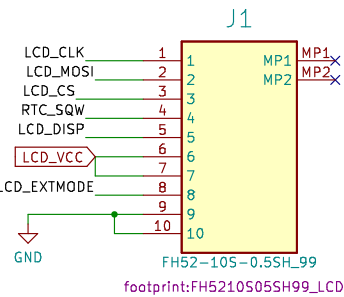 J1
LCD_CLK 1 1 MP1 MP1
LCD_MOSI 2 2 MP2 MP2
LCD_CS 3 3
RTC_SQW 4 4
LCD_DISP 5 5
LCD_VCC 6 6
7 7
LCD_EXTMODE 8 8
9 9
10 10
GND
FH52-10S-0.5SH_99
footprint:FH5210S05SH99_LCD